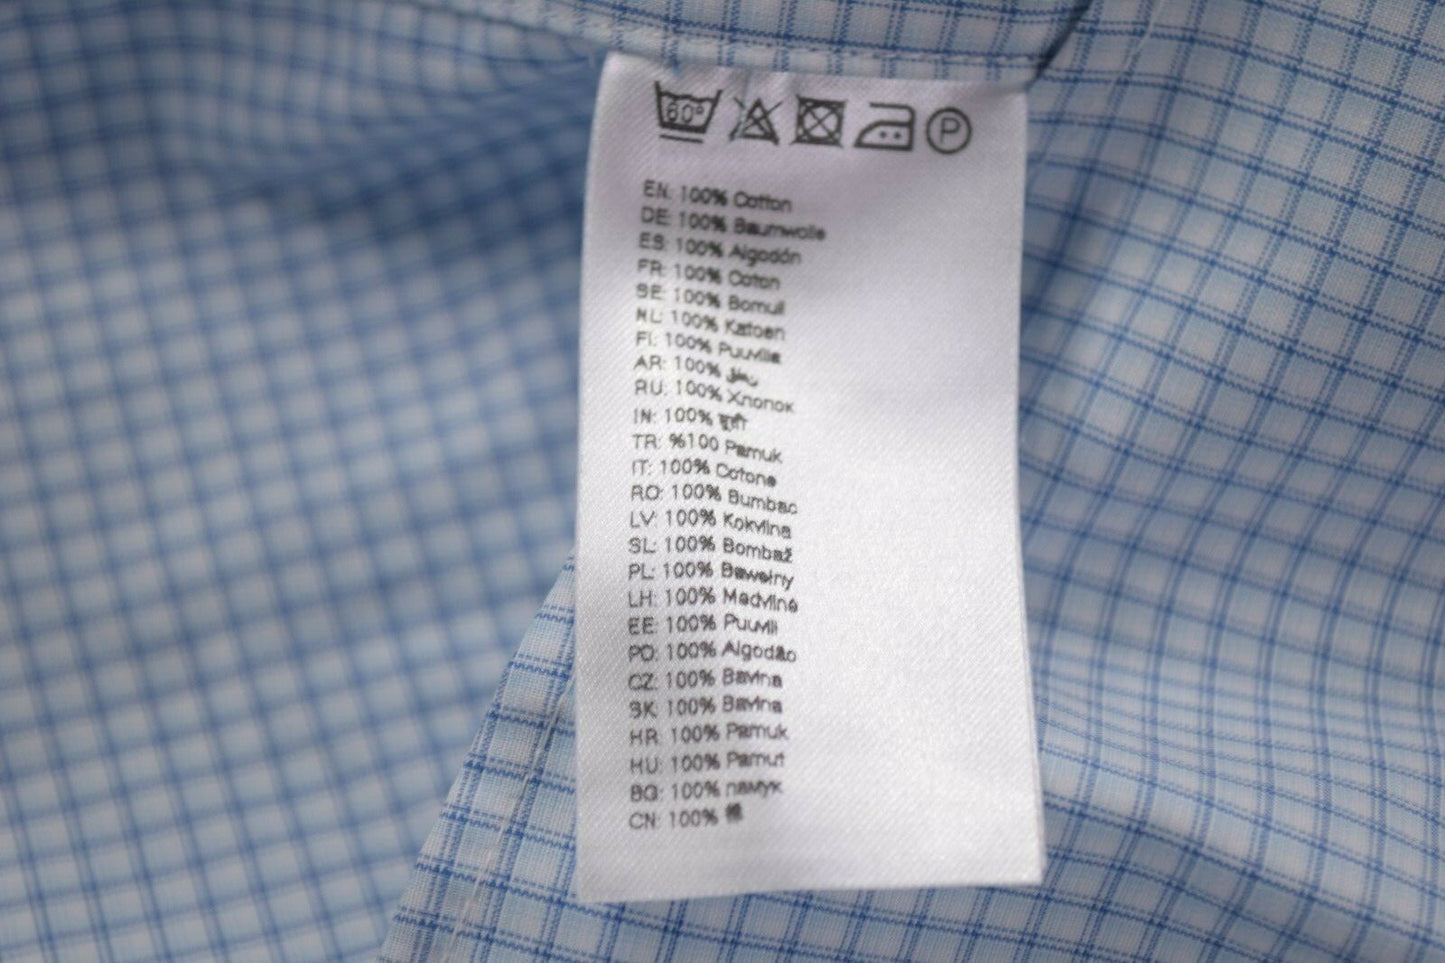 60°
P
EN: 100% Cotton
DE: 100% Baumwolle
ES: 100% Algodón
FR: 100% Coton
SE: 100% Bomull
NL: 100% Katoen
FI: 100% Puuvilla
AR: 100%
RU: 100% Хлопок
IN: 100%
TR: %100 Pamuk
IT: 100% Cotone
RO: 100% Bumbac
LV: 100% Kokvilna
SL: 100% Bombaž
PL: 100% Bawełny
LH: 100% Medvilnė
EE: 100% Puuvill
PO: 100% Algodão
CZ: 100% Bavlna
SK: 100% Bavlna
HR: 100% Pamuk
HU: 100% Pamut
BG: 100% памук
CN: 100% 棉